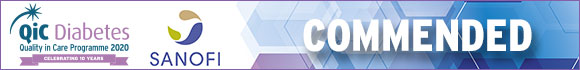 QiC Diabetes
Quality in Care Programme 2020
CELEBRATING 10 YEARS
SANOFI
COMMENDED